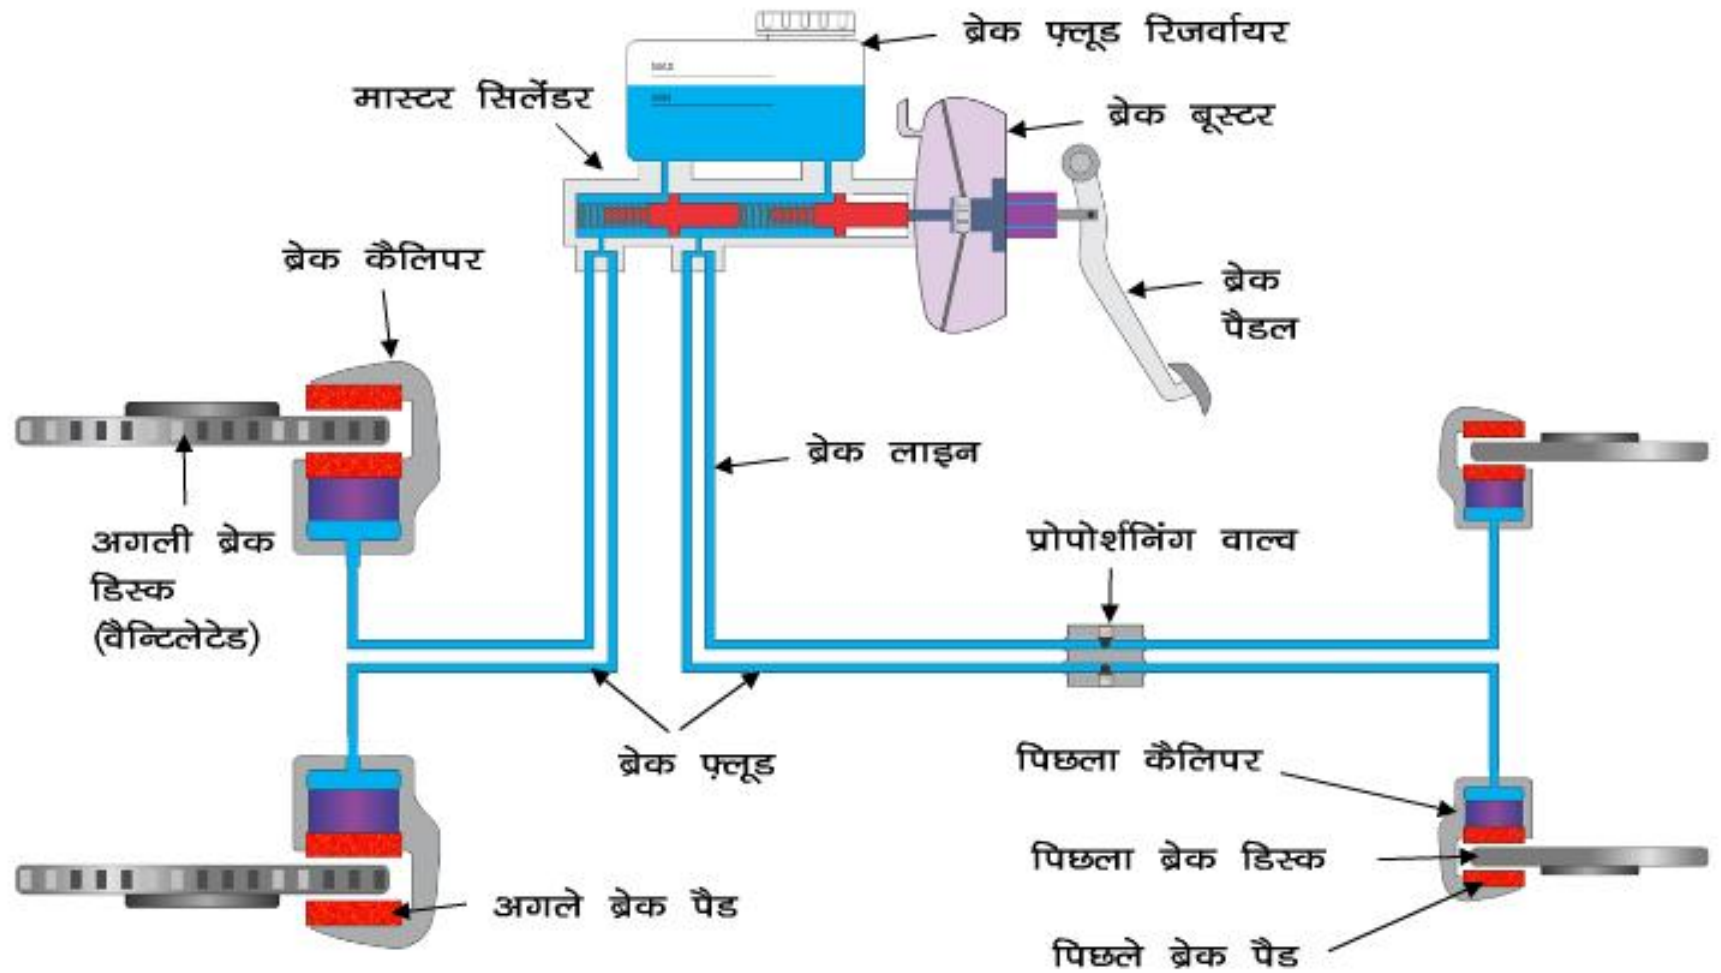 ब्रेक फ़्लूड रिजर्वायर
मास्टर सिलेंडर
ब्रेक बूस्टर
ब्रेक कैलिपर
ब्रेक
पैडल
ब्रेक लाइन
अगली ब्रेक
डिस्क
(वैन्टिलेटेड)
प्रोपोर्शनिंग वाल्व
ब्रेक फ़्लूड
पिछला कैलिपर
पिछला ब्रेक डिस्क
अगले ब्रेक पैड
पिछले ब्रेक पैड